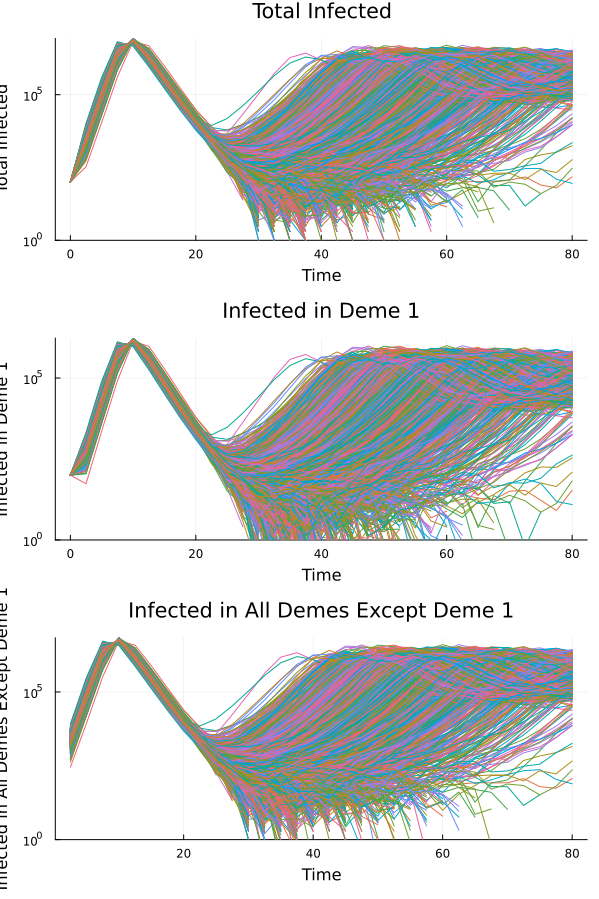 Total Infected
Total Infected
10^5
10^0
0 20 40 60 80
Time
Infected in Deme 1
Infected in Deme 1
10^5
10^0
0 20 40 60 80
Time
Infected in All Demes Except Deme 1
Infected in All Demes Except Deme 1
10^5
10^0
20 40 60 80
Time